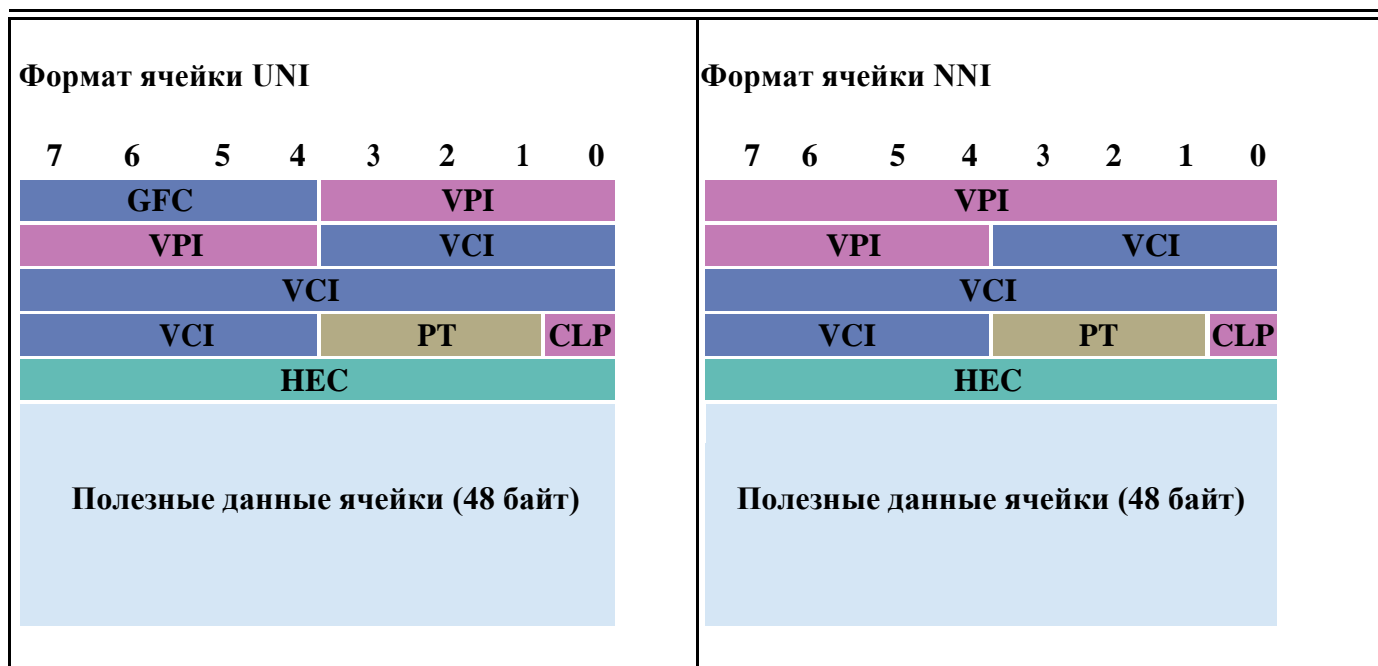 Формат ячейки UNI
7 6 5 4 3 2 1 0
GFC VPI
VPI VCI
VCI
VCI PT CLP
HEC
Полезные данные ячейки (48 байт)
Формат ячейки NNI
7 6 5 4 3 2 1 0
VPI
VPI VCI
VCI
VCI PT CLP
HEC
Полезные данные ячейки (48 байт)